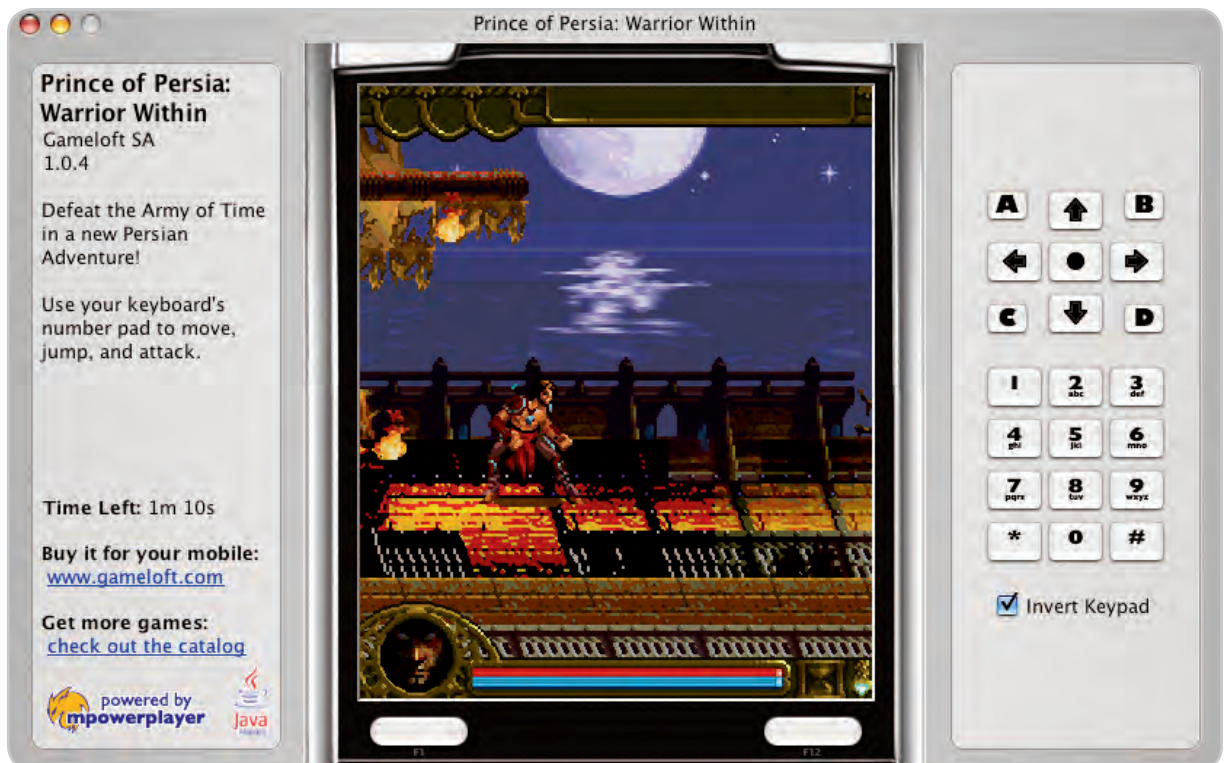 Prince of Persia: Warrior Within
Prince of Persia:
Warrior Within
Gameloft SA
1.0.4
Defeat the Army of Time
in a new Persian
Adventure!
Use your keyboard's
number pad to move,
jump, and attack.
Time Left: 1m 10s
Buy it for your mobile:
www.gameloft.com
Get more games:
check out the catalog
powered by
mpowerplayer
Java
F1
F12
A
B
C
D
1
2
abc
3
def
4
ghi
5
jkl
6
mno
7
pqrs
8
tuv
9
wxyz
*
0
#
Invert Keypad